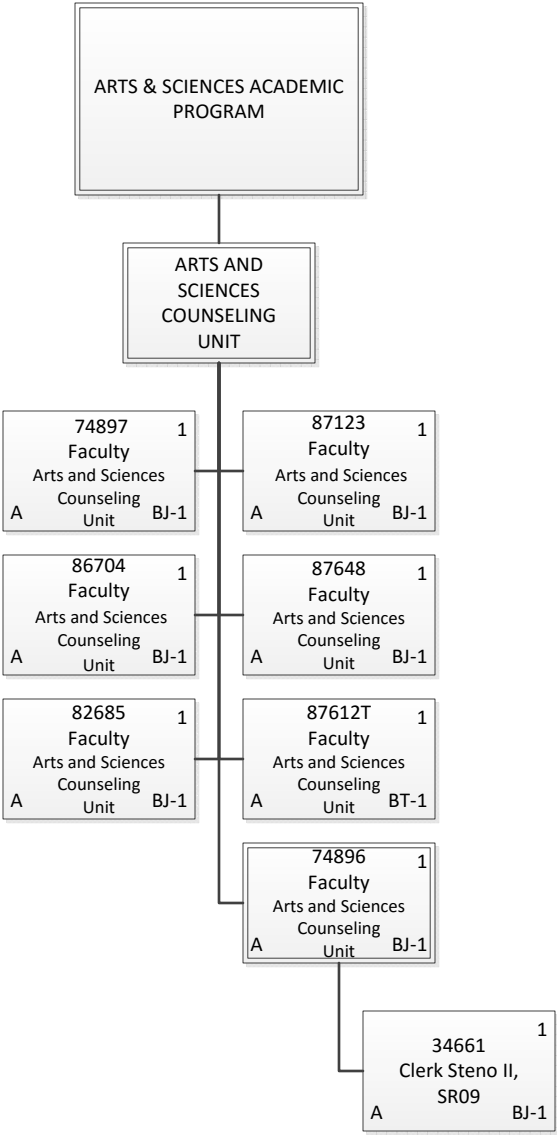 ARTS & SCIENCES ACADEMIC
PROGRAM
ARTS AND
SCIENCES
COUNSELING
UNIT
74897 1
Faculty
Arts and Sciences
Counseling
A Unit BJ-1
87123 1
Faculty
Arts and Sciences
Counseling
A Unit BJ-1
86704 1
Faculty
Arts and Sciences
Counseling
A Unit BJ-1
87648 1
Faculty
Arts and Sciences
Counseling
A Unit BJ-1
82685 1
Faculty
Arts and Sciences
Counseling
A Unit BJ-1
87612T 1
Faculty
Arts and Sciences
Counseling
A Unit BT-1
74896 1
Faculty
Arts and Sciences
Counseling
A Unit BJ-1
1
34661
Clerk Steno II,
SR09
A BJ-1